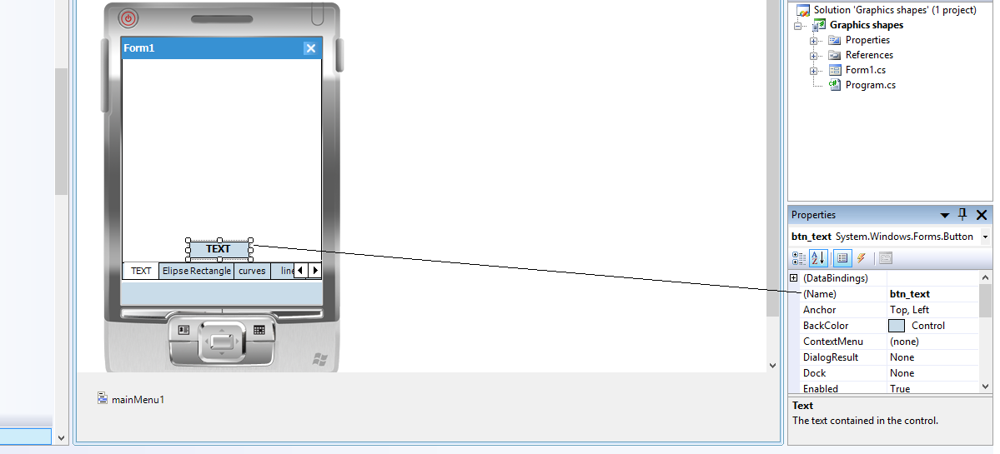 Form1
TEXT
TEXT Elipse Rectangle curves line
mainMenu1
Solution 'Graphics shapes' (1 project)
Graphics shapes
Properties
References
Form1.cs
Program.cs
Properties
btn_text System.Windows.Forms.Button
(DataBindings)
(Name) btn_text
Anchor Top, Left
BackColor Control
ContextMenu (none)
DialogResult None
Dock None
Enabled True
Text
The text contained in the control.